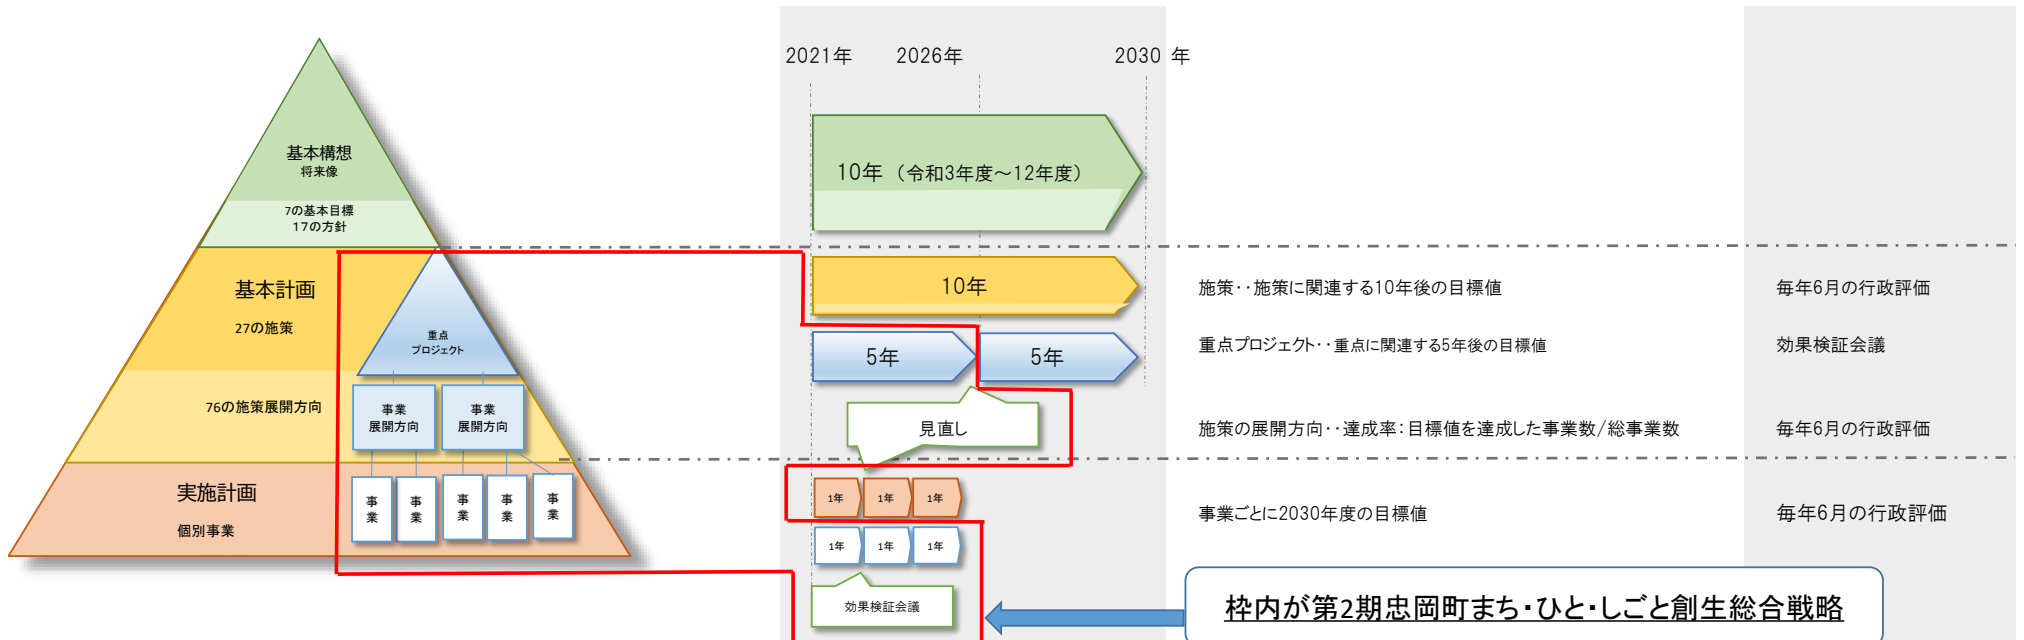 2021年
2026年
2030 年
基本構想
将来像
7の基本目標
17の方針
10年 （令和3年度～12年度）
基本計画
27の施策
重点
プロジェクト
76の施策展開方向
事業
展開方向
事業
展開方向
10年
施策‥施策に関連する10年後の目標値
毎年6月の行政評価
5年
5年
重点プロジェクト‥重点に関連する5年後の目標値
効果検証会議
見直し
施策の展開方向‥達成率：目標値を達成した事業数/総事業数
毎年6月の行政評価
実施計画
個別事業
事業
事業
事業
事業
事業
1年
1年
1年
事業ごとに2030年度の目標値
毎年6月の行政評価
1年
1年
1年
効果検証会議
枠内が第2期忠岡町まち・ひと・しごと創生総合戦略